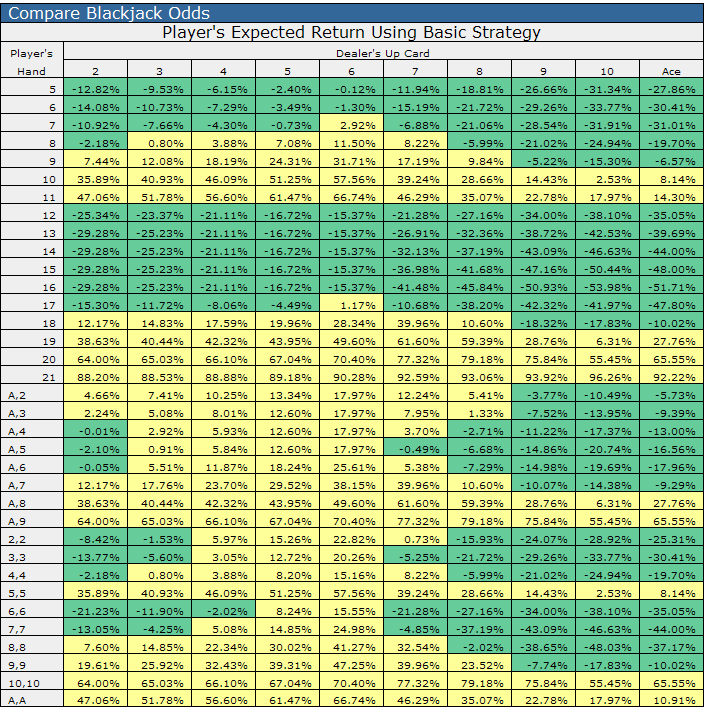 Compare Blackjack Odds
Player's Expected Return Using Basic Strategy
Player's Dealer's Up Card
Hand 2 3 4 5 6 7 8 9 10 Ace
5 -12.82% -9.53% -6.15% -2.40% -0.12% -11.94% -18.81% -26.66% -31.34% -27.86%
6 -14.08% -10.73% -7.29% -3.49% -1.30% -15.19% -21.72% -29.26% -33.77% -30.41%
7 -10.92% -7.66% -4.30% -0.73% 2.92% -6.88% -21.06% -28.54% -31.91% -31.01%
8 -2.18% 0.80% 3.88% 7.08% 11.50% 8.22% -5.99% -21.02% -24.94% -19.70%
9 7.44% 12.08% 18.19% 24.31% 31.71% 17.19% 9.84% -5.22% -15.30% -6.57%
10 35.89% 40.93% 46.09% 51.25% 57.56% 39.24% 28.66% 14.43% 2.53% 8.14%
11 47.06% 51.78% 56.60% 61.47% 66.74% 46.29% 35.07% 22.78% 17.97% 14.30%
12 -25.34% -23.37% -21.11% -16.72% -15.37% -21.28% -27.16% -34.00% -38.10% -35.05%
13 -29.28% -25.23% -21.11% -16.72% -15.37% -26.91% -32.36% -38.72% -42.53% -39.69%
14 -29.28% -25.23% -21.11% -16.72% -15.37% -32.13% -37.19% -43.09% -46.63% -44.00%
15 -29.28% -25.23% -21.11% -16.72% -15.37% -36.98% -41.68% -47.16% -50.44% -48.00%
16 -29.28% -25.23% -21.11% -16.72% -15.37% -41.48% -45.84% -50.93% -53.98% -51.71%
17 -15.30% -11.72% -8.06% -4.49% 1.17% -10.68% -38.20% -42.32% -41.97% -47.80%
18 12.17% 14.83% 17.59% 19.96% 28.34% 39.96% 10.60% -18.32% -17.83% -10.02%
19 38.63% 40.44% 42.32% 43.95% 49.60% 61.60% 59.39% 28.76% 6.31% 27.76%
20 64.00% 65.03% 66.10% 67.04% 70.40% 77.32% 79.18% 75.84% 55.45% 65.55%
21 88.20% 88.53% 88.88% 89.18% 90.28% 92.59% 93.06% 93.92% 96.26% 92.22%
A,2 4.66% 7.41% 10.25% 13.34% 17.97% 12.24% 5.41% -3.77% -10.49% -5.73%
A,3 2.24% 5.08% 8.01% 12.60% 17.97% 7.95% 1.33% -7.52% -13.95% -9.39%
A,4 -0.01% 2.92% 5.93% 12.60% 17.97% 3.70% -2.71% -11.22% -17.37% -13.00%
A,5 -2.10% 0.91% 5.84% 12.60% 17.97% -0.49% -6.68% -14.86% -20.74% -16.56%
A,6 -0.05% 5.51% 11.87% 18.24% 25.61% 5.38% -7.29% -14.98% -19.69% -17.96%
A,7 12.17% 17.76% 23.70% 29.52% 38.15% 39.96% 10.60% -10.07% -14.38% -9.29%
A,8 38.63% 40.44% 42.32% 43.95% 49.60% 61.60% 59.39% 28.76% 6.31% 27.76%
A,9 64.00% 65.03% 66.10% 67.04% 70.40% 77.32% 79.18% 75.84% 55.45% 65.55%
2,2 -8.42% -1.53% 5.97% 15.26% 22.82% 0.73% -15.93% -24.07% -28.92% -25.31%
3,3 -13.77% -5.60% 3.05% 12.72% 20.26% -5.25% -21.72% -29.26% -33.77% -30.41%
4,4 -2.18% 0.80% 3.88% 8.20% 15.16% 8.22% -5.99% -21.02% -24.94% -19.70%
5,5 35.89% 40.93% 46.09% 51.25% 57.56% 39.24% 28.66% 14.43% 2.53% 8.14%
6,6 -21.23% -11.90% -2.02% 8.24% 15.55% -21.28% -27.16% -34.00% -38.10% -35.05%
7,7 -13.05% -4.25% 5.08% 14.85% 24.98% -4.85% -37.19% -43.09% -46.63% -44.00%
8,8 7.60% 14.85% 22.34% 30.02% 41.27% 32.54% -2.02% -38.65% -48.03% -37.17%
9,9 19.61% 25.92% 32.43% 39.31% 47.25% 39.96% 23.52% -7.74% -17.83% -10.02%
10,10 64.00% 65.03% 66.10% 67.04% 70.40% 77.32% 79.18% 75.84% 55.45% 65.55%
A,A 47.06% 51.78% 56.60% 61.47% 66.74% 46.29% 35.07% 22.78% 17.97% 10.91%